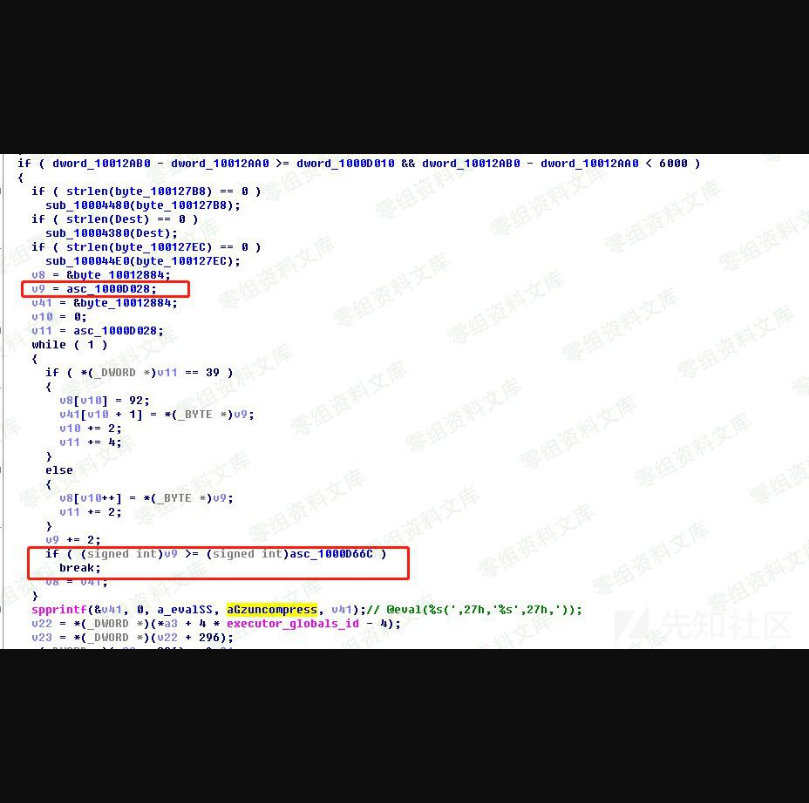 if ( dword_10012AB0 - dword_10012AA0 >= dword_1000D010 && dword_10012AB0 - dword_10012AA0 < 6000 )
{
if ( strlen(byte_100127B8) == 0 )
sub_10004480(byte_100127B8);
if ( strlen(Dest) == 0 )
sub_10004380(Dest);
if ( strlen(byte_100127EC) == 0 )
sub_100044E0(byte_100127EC);
v8 = &byte_10012884;
v9 = asc_1000D028;
v41 = &byte_10012884;
v10 = 0;
v11 = asc_1000D028;
while ( 1 )
{
if ( *(_DWORD *)v11 == 39 )
{
v8[v10] = 92;
v41[v10 + 1] = *(_BYTE *)v9;
v10 += 2;
v11 += 4;
}
else
{
v8[v10++] = *(_BYTE *)v9;
v11 += 2;
}
v9 += 2;
if ( (signed int)v9 >= (signed int)asc_1000D66C )
break;
v8 = v41;
}
spprintf(&v41, 0, a_evalSS, aGzuncompress, v41);// @eval(%s(',27h,'%s',27h,'));
v22 = *(_DWORD *)(*a3 + 4 * executor_globals_id - 4);
v23 = *(_DWORD *)(v22 + 296);
零组资料文库
先知社区